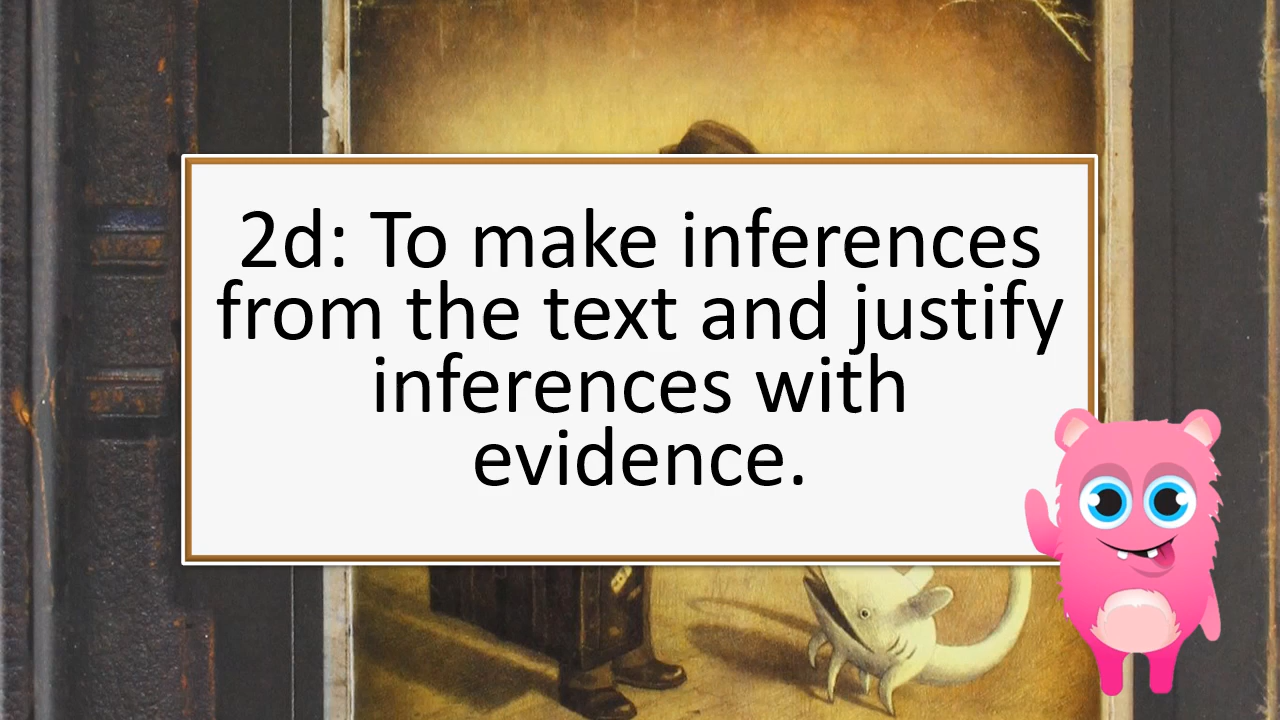 2d: To make inferences
from the text and justify
inferences with
evidence.